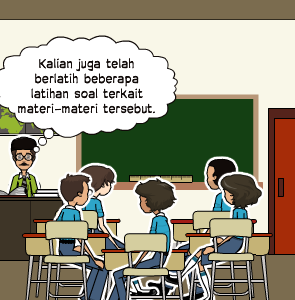 Kalian juga telah
berlatih beberapa
latihan soal terkait
materi-materi tersebut.